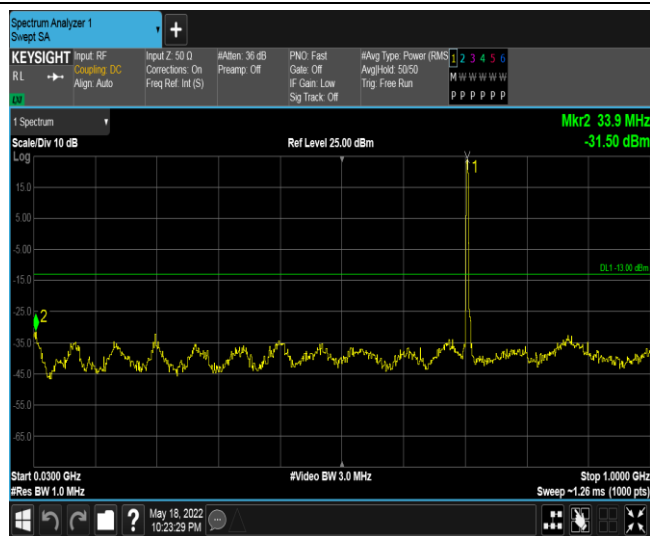 Spectrum Analyzer 1
Swept SA
+
KEYSIGHT
RL
LXI
Input: RF
Coupling: DC
Align: Auto
Input Z: 50 Ω
Corrections: On
Freq Ref: Int (S)
#Atten: 36 dB
Preamp: Off
PNO: Fast
Gate: Off
IF Gain: Low
Sig Track: Off
#Avg Type: Power (RMS
Avg|Hold: 50/50
Trig: Free Run
1 2 3 4 5 6
M W W W W W
P P P P P P
1 Spectrum
Scale/Div 10 dB
Ref Level 25.00 dBm
Mkr2 33.9 MHz
-31.50 dBm
Log
1
15.0
5.00
-5.00
DL1 -13.00 dBm
-15.0
-25.0
2
-35.0
-45.0
-55.0
-65.0
Start 0.0300 GHz
#Video BW 3.0 MHz
Stop 1.0000 GHz
#Res BW 1.0 MHz
Sweep ~1.26 ms (1000 pts)
?
May 18, 2022
10:23:29 PM